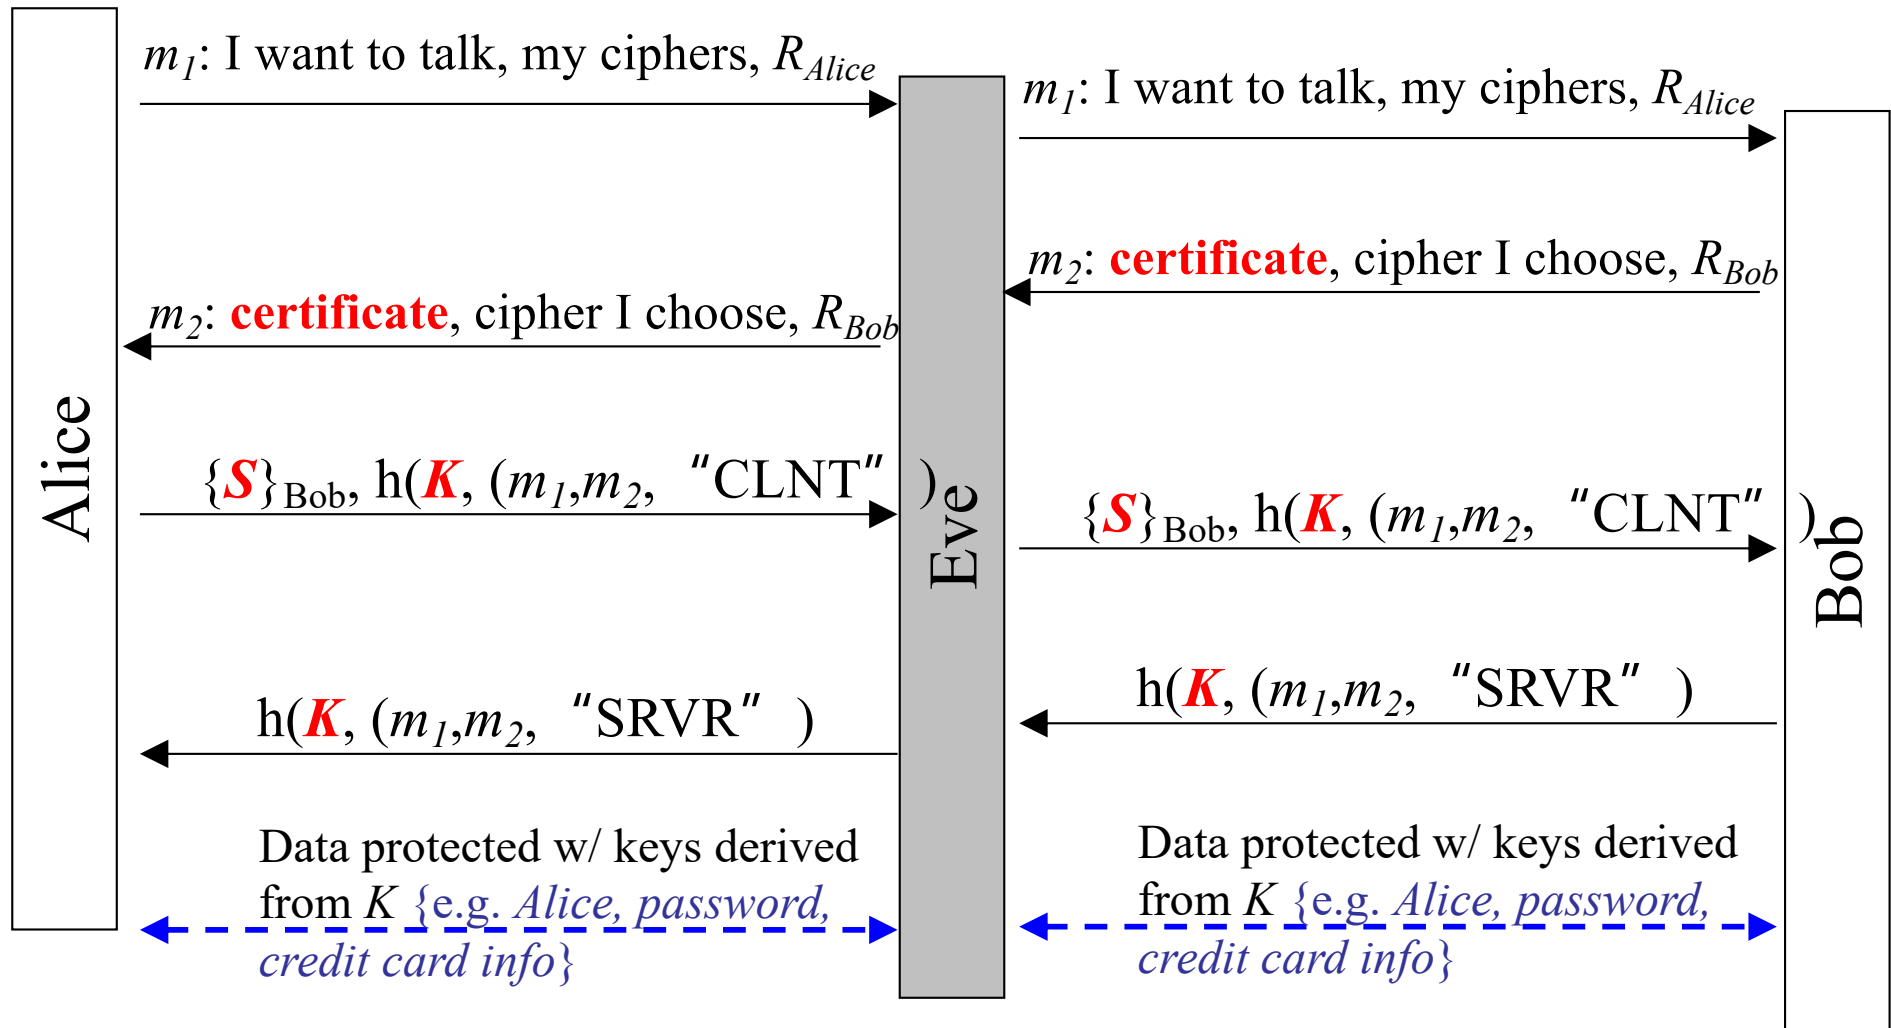 m1: I want to talk, my ciphers, RAlice
m1: I want to talk, my ciphers, RAlice
m2: certificate, cipher I choose, RBob
m2: certificate, cipher I choose, RBob
Alice
{S}Bob, h(K, (m1,m2, "CLNT" )
Eve
{S}Bob, h(K, (m1,m2, "CLNT" )
Bob
h(K, (m1,m2, "SRVR" )
h(K, (m1,m2, "SRVR" )
Data protected w/ keys derived
from K {e.g. Alice, password,
credit card info}
Data protected w/ keys derived
from K {e.g. Alice, password,
credit card info}